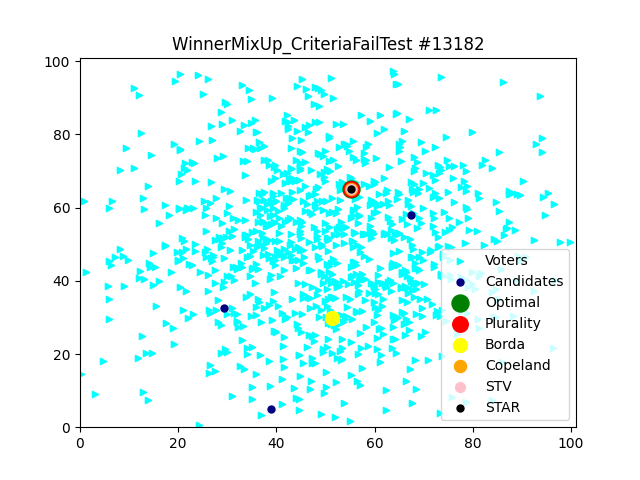 WinnerMixUp_CriteriaFailTest #13182
100
80
60
40
20
0
0
20
40
60
80
100
Voters
Candidates
Optimal
Plurality
Borda
Copeland
STV
STAR